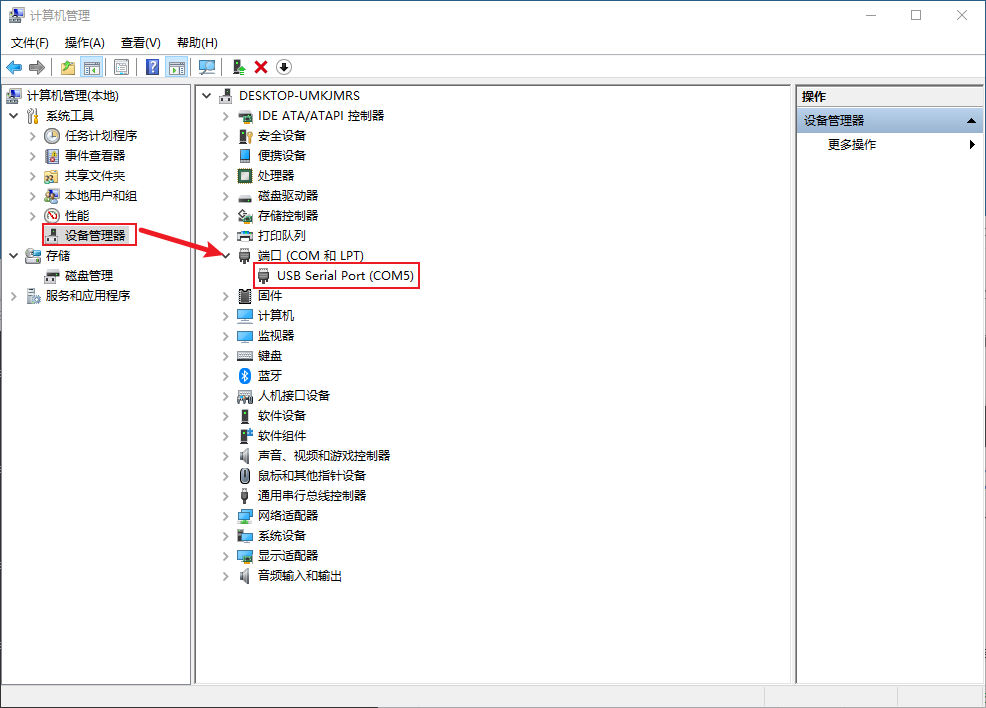 计算机管理
文件(F) 操作(A) 查看(V) 帮助(H)
计算机管理(本地)
系统工具
任务计划程序
事件查看器
共享文件夹
本地用户和组
性能
设备管理器
存储
磁盘管理
服务和应用程序
DESKTOP-UMKJMRS
IDE ATA/ATAPI 控制器
安全设备
便携设备
处理器
磁盘驱动器
存储控制器
打印队列
端口 (COM 和 LPT)
USB Serial Port (COM5)
固件
计算机
监视器
键盘
蓝牙
人机接口设备
软件设备
软件组件
声音、视频和游戏控制器
鼠标和其他指针设备
通用串行总线控制器
网络适配器
系统设备
显示适配器
音频输入和输出
操作
设备管理器
更多操作